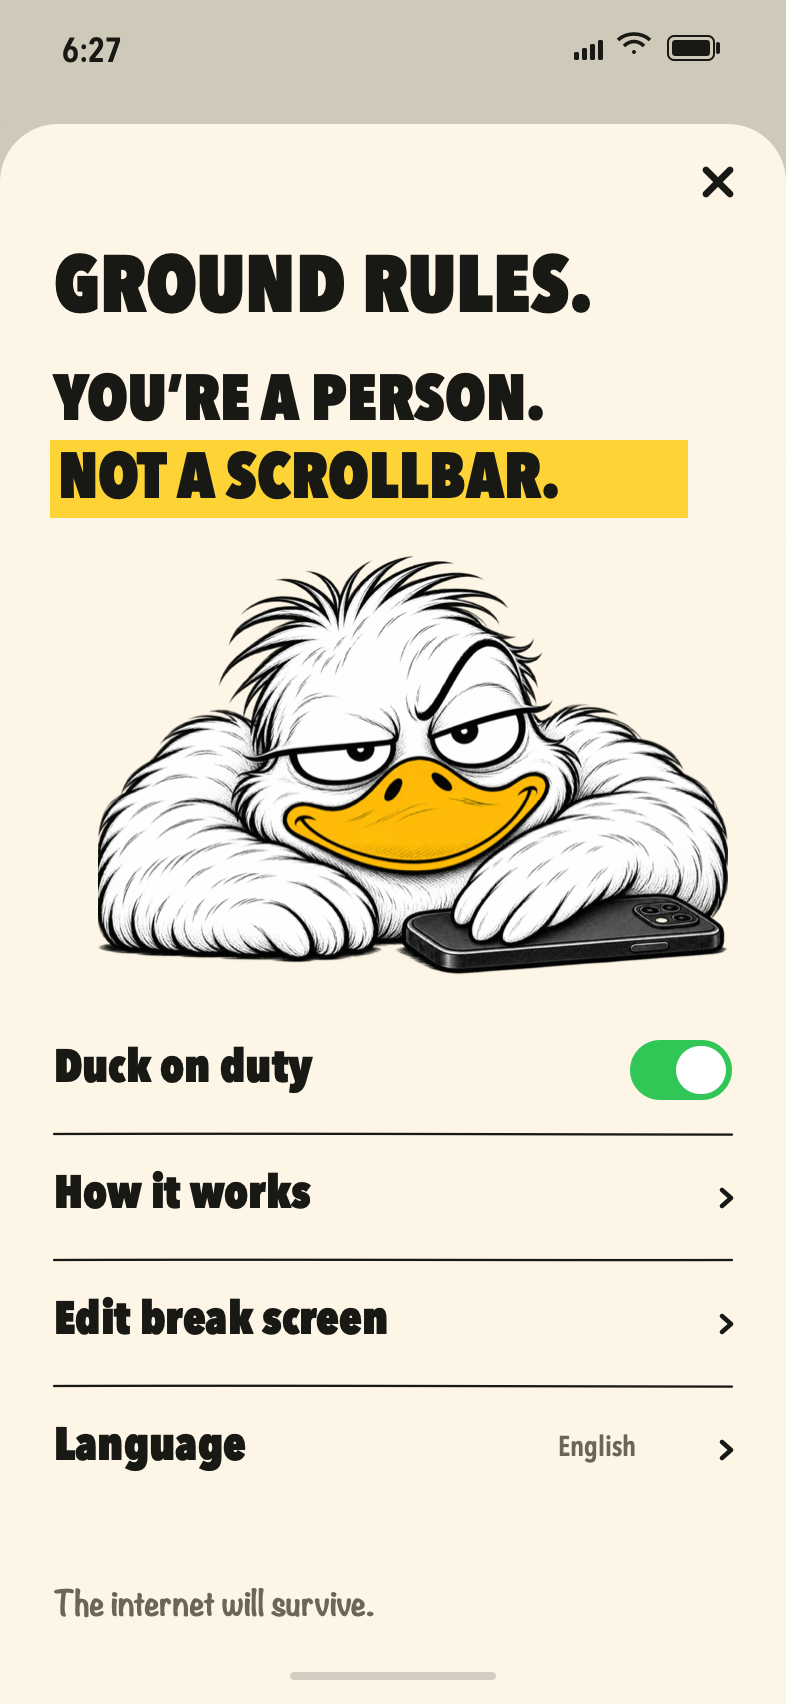 6:27
GROUND RULES.
YOU’RE A PERSON.
NOT A SCROLLBAR.
Duck on duty
How it works
Edit break screen
Language English
The internet will survive.